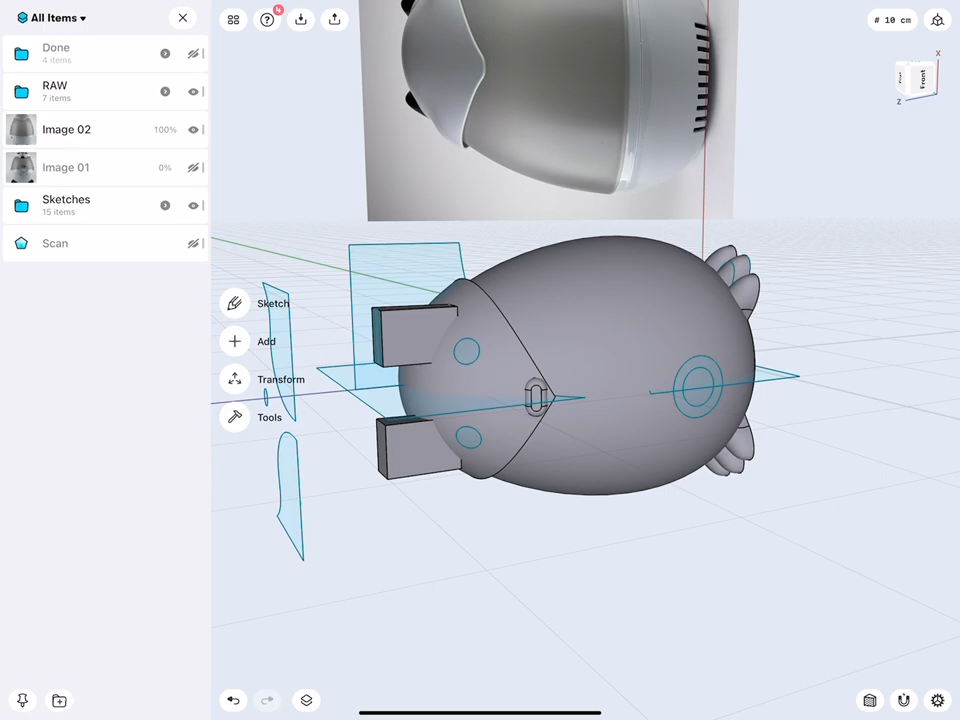 All Items
4
# 10 cm
Done
4 items
RAW
7 items
Image 02
100%
Image 01
0%
Sketches
15 items
Scan
X
Front
Z
Sketch
Add
Transform
Tools